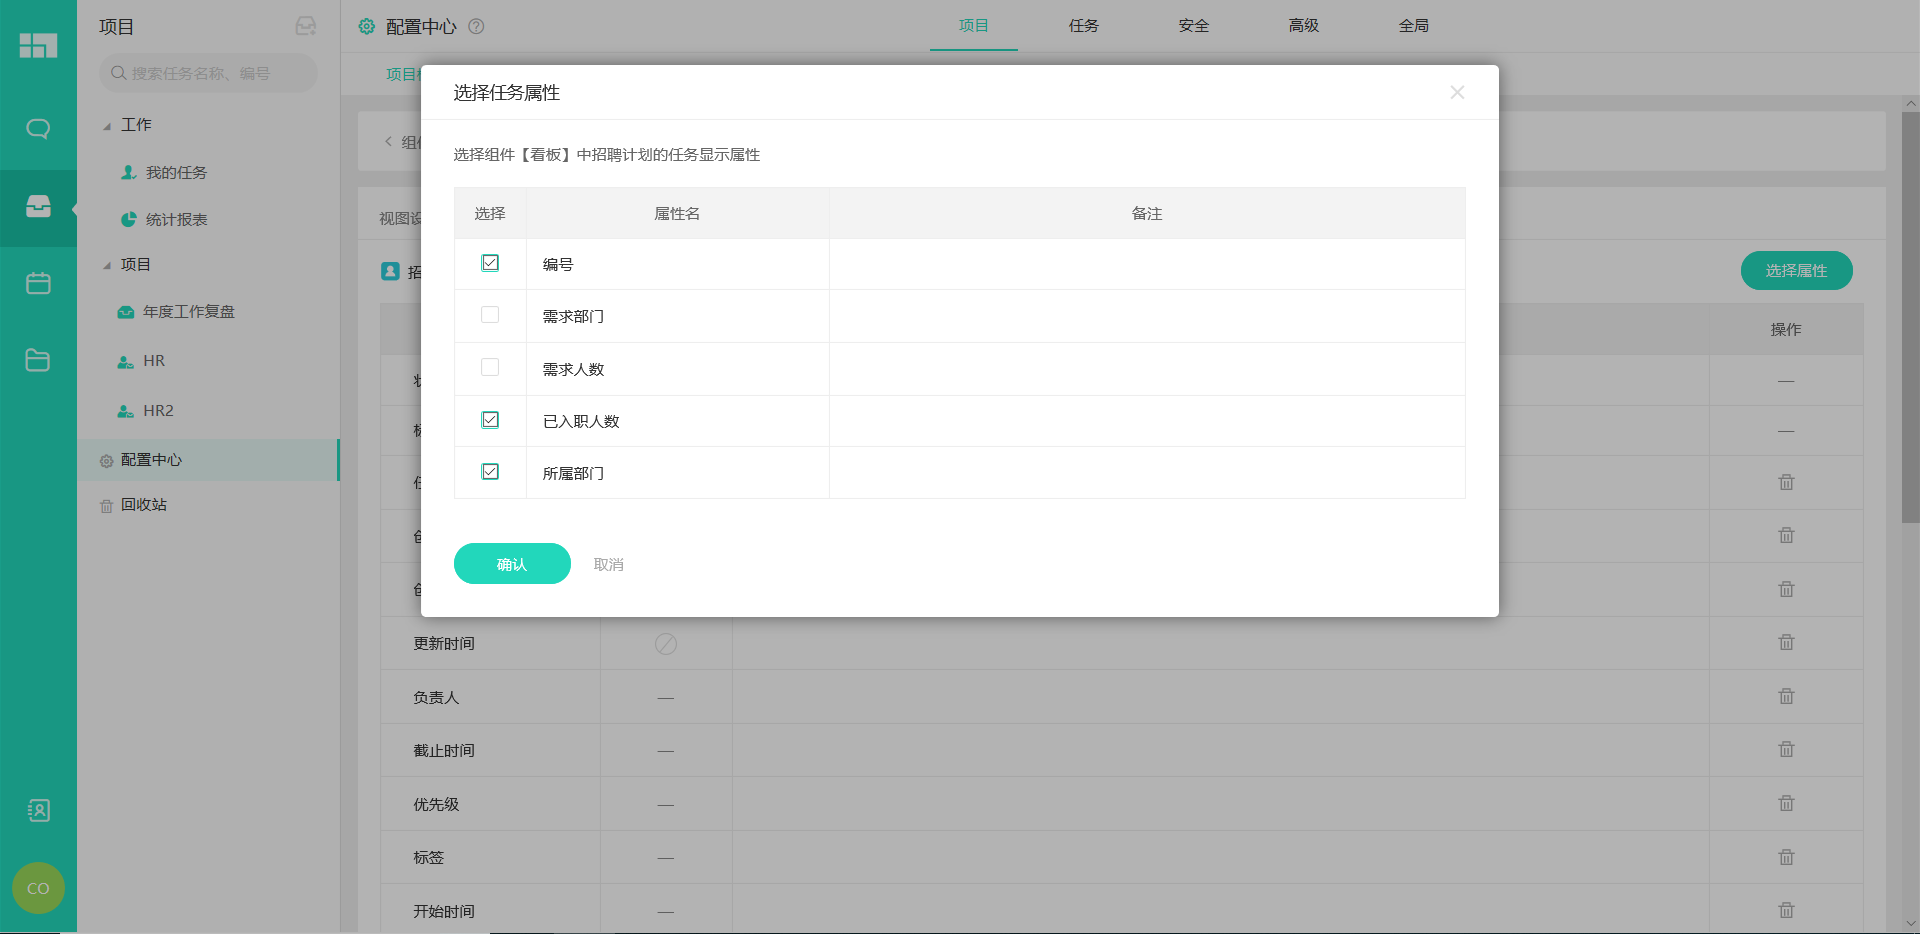 项目
搜索任务名称、编号
工作
我的任务
统计报表
项目
年度工作复盘
HR
HR2
配置中心
回收站
CO
配置中心
项目
任务
安全
高级
全局
选择任务属性
选择组件【看板】中招聘计划的任务显示属性
选择 属性名 备注
编号
需求部门
需求人数
已入职人数
所属部门
确认 取消
选择属性
操作
—
—
更新时间
负责人 —
截止时间 —
优先级 —
标签 —
开始时间 —